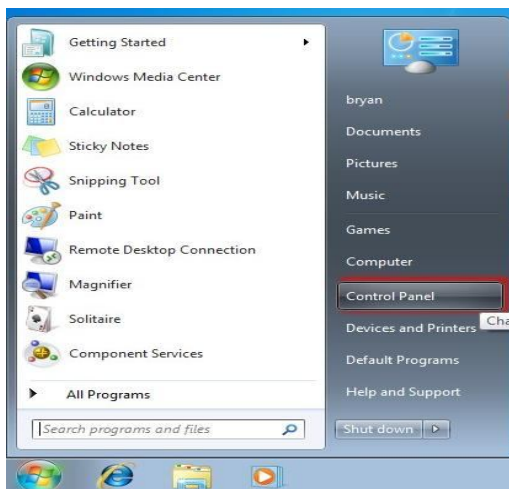 Getting Started
Windows Media Center
Calculator
Sticky Notes
Snipping Tool
Paint
Remote Desktop Connection
Magnifier
Solitaire
Component Services
All Programs
Search programs and files
bryan
Documents
Pictures
Music
Games
Computer
Control Panel
Devices and Printers
Default Programs
Help and Support
Shut down